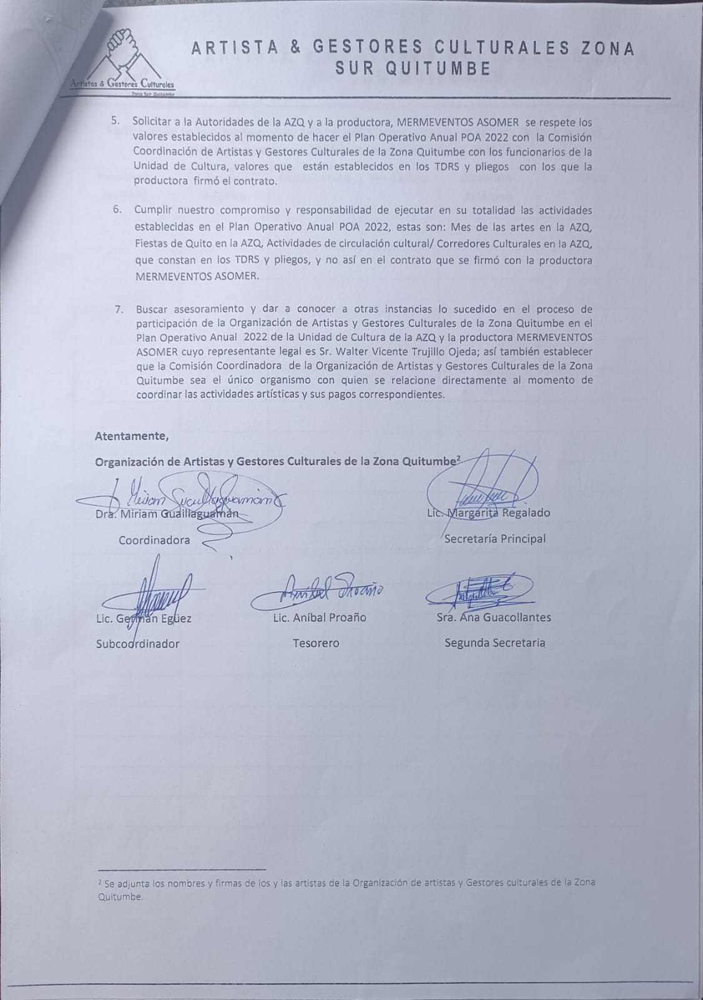 ARTISTA & GESTORES CULTURALES ZONA
SUR QUITUMBE
Artistas & Gestores Culturales
Zona Sur Quitumbe
5. Solicitar a la Autoridades de la AZQ y a la productora, MERMEVENTOS ASOMER se respete los
valores establecidos al momento de hacer el Plan Operativo Anual POA 2022 con la Comisión
Coordinación de Artistas y Gestores Culturales de la Zona Quitumbe con los funcionarios de la
Unidad de Cultura, valores que están establecidos en los TDRS y pliegos con los que la
productora firmó el contrato.
6. Cumplir nuestro compromiso y responsabilidad de ejecutar en su totalidad las actividades
establecidas en el Plan Operativo Anual POA 2022, estas son: Mes de las artes en la AZQ,
Fiestas de Quito en la AZQ, Actividades de circulación cultural/ Corredores Culturales en la AZQ,
que constan en los TDRS y pliegos, y no así en el contrato que se firmó con la productora
MERMEVENTOS ASOMER.
7. Buscar asesoramiento y dar a conocer a otras instancias lo sucedido en el proceso de
participación de la Organización de Artistas y Gestores Culturales de la Zona Quitumbe en el
Plan Operativo Anual 2022 de la Unidad de Cultura de la AZQ y la productora MERMEVENTOS
ASOMER cuyo representante legal es Sr. Walter Vicente Trujillo Ojeda; así también establecer
que la Comisión Coordinadora de la Organización de Artistas y Gestores Culturales de la Zona
Quitumbe sea el único organismo con quien se relacione directamente al momento de
coordinar las actividades artísticas y sus pagos correspondientes.
Atentamente,
Organización de Artistas y Gestores Culturales de la Zona Quitumbe²
Dra. Miriam Guaillaguamán Lic. Margarita Regalado
Coordinadora Secretaría Principal
Aníbal Proaño
Lic. Germán Egüez Lic. Aníbal Proaño Sra. Ana Guacollantes
Subcoordinador Tesorero Segunda Secretaria
² Se adjunta los nombres y firmas de los y las artistas de la Organización de artistas y Gestores culturales de la Zona
Quitumbe.